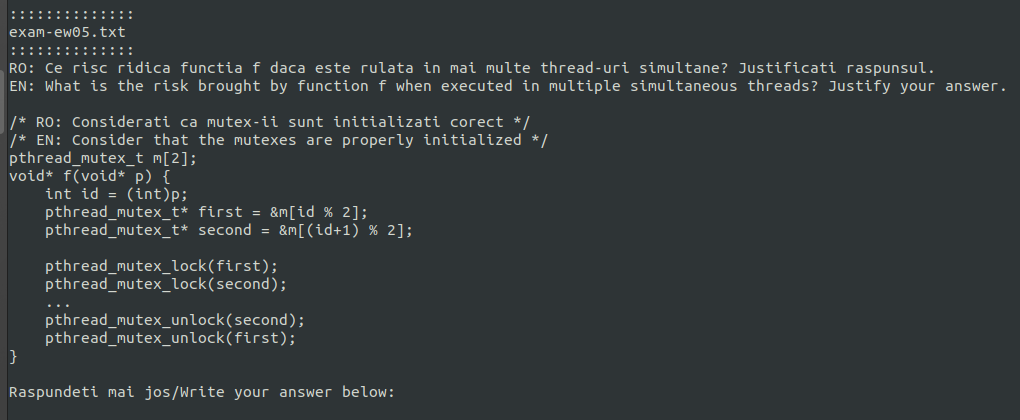 ::::::::::::::
exam-ew05.txt
::::::::::::::
RO: Ce risc ridica functia f daca este rulata in mai multe thread-uri simultane? Justificati raspunsul.
EN: What is the risk brought by function f when executed in multiple simultaneous threads? Justify your answer.

/* RO: Considerati ca mutex-ii sunt initializati corect */
/* EN: Consider that the mutexes are properly initialized */
pthread_mutex_t m[2];
void* f(void* p) {
    int id = (int)p;
    pthread_mutex_t* first = &m[id % 2];
    pthread_mutex_t* second = &m[(id+1) % 2];

    pthread_mutex_lock(first);
    pthread_mutex_lock(second);
    ...
    pthread_mutex_unlock(second);
    pthread_mutex_unlock(first);
}

Raspundeti mai jos/Write your answer below: